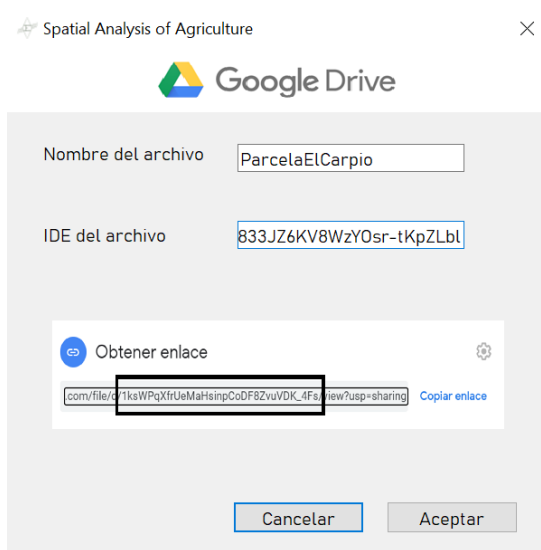 Spatial Analysis of Agriculture
Google Drive
Nombre del archivo
ParcelaElCarpio
IDE del archivo
833JZ6KV8WzYOsr-tKpZLbl
Obtener enlace
.com/file/d/1ksWPqXfrUeMaHsinpCoDF8ZvuVDK_4Fs/view?usp=sharing Copiar enlace
Cancelar Aceptar